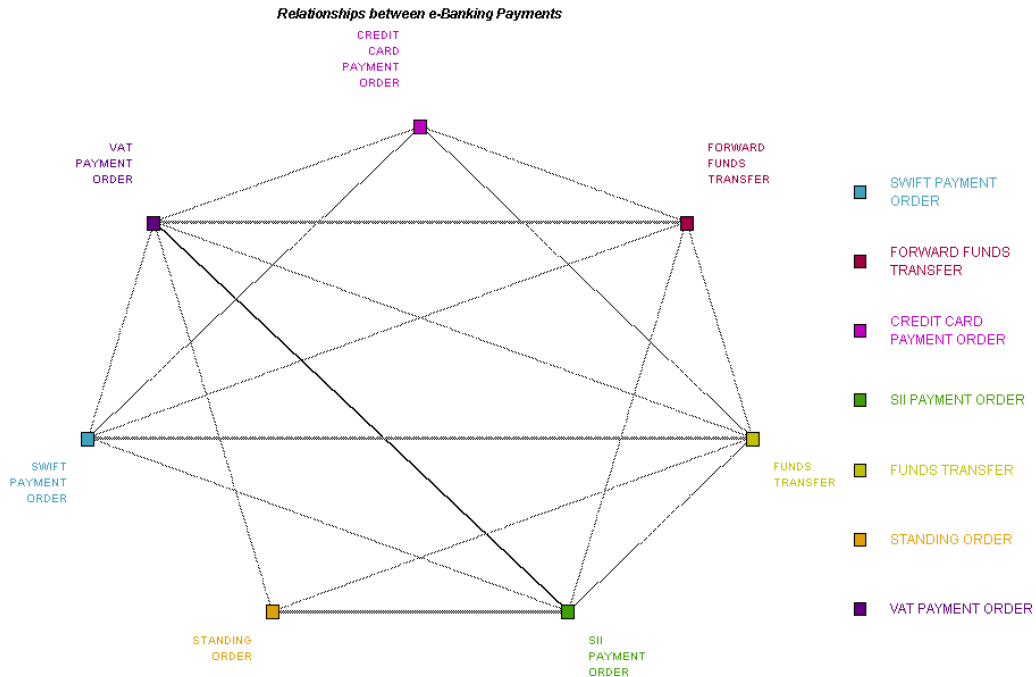 Relationships between e-Banking Payments
CREDIT
CARD
PAYMENT
ORDER
VAT
PAYMENT
ORDER
FORWARD
FUNDS
TRANSFER
SWIFT
PAYMENT
ORDER
FUNDS
TRANSFER
STANDING
ORDER
SII
PAYMENT
ORDER
SWIFT PAYMENT
ORDER
FORWARD FUNDS
TRANSFER
CREDIT CARD
PAYMENT ORDER
SII PAYMENT ORDER
FUNDS TRANSFER
STANDING ORDER
VAT PAYMENT ORDER